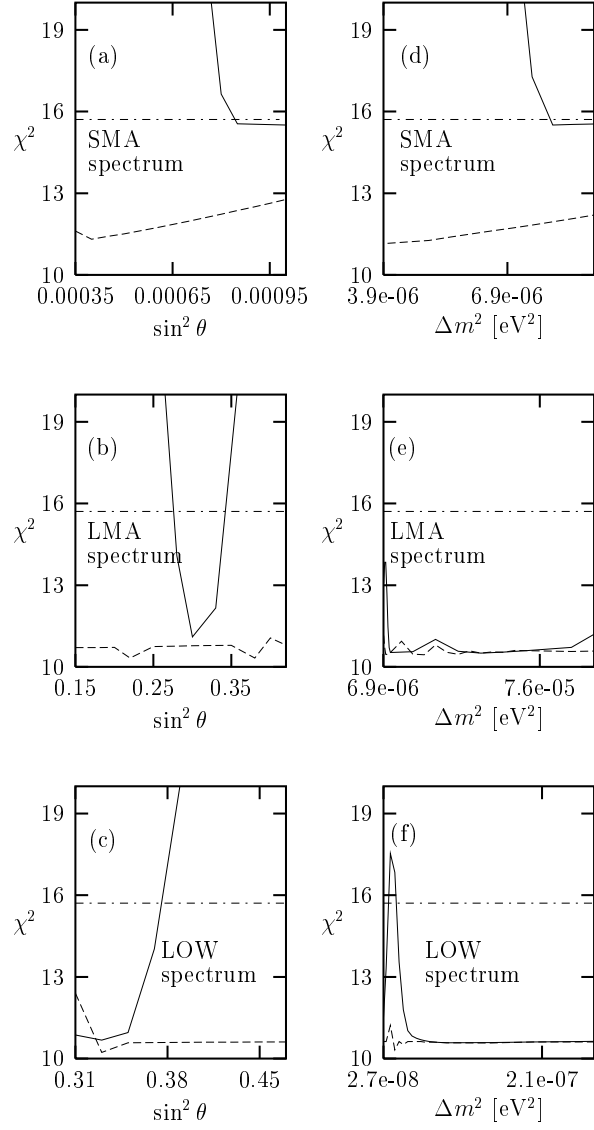 19
(a)
16
χ²
SMA
spectrum
13
10
0.00035
0.00065
0.00095
sin² θ
19
(d)
16
χ²
SMA
spectrum
13
10
3.9e-06
6.9e-06
Δm² [eV²]
19
(b)
16
χ²
LMA
spectrum
13
10
0.15
0.25
0.35
sin² θ
19
(e)
16
χ²
LMA
spectrum
13
10
6.9e-06
7.6e-05
Δm² [eV²]
19
(c)
16
χ²
LOW
spectrum
13
10
0.31
0.38
0.45
sin² θ
19
(f)
16
χ²
LOW
spectrum
13
10
2.7e-08
2.1e-07
Δm² [eV²]